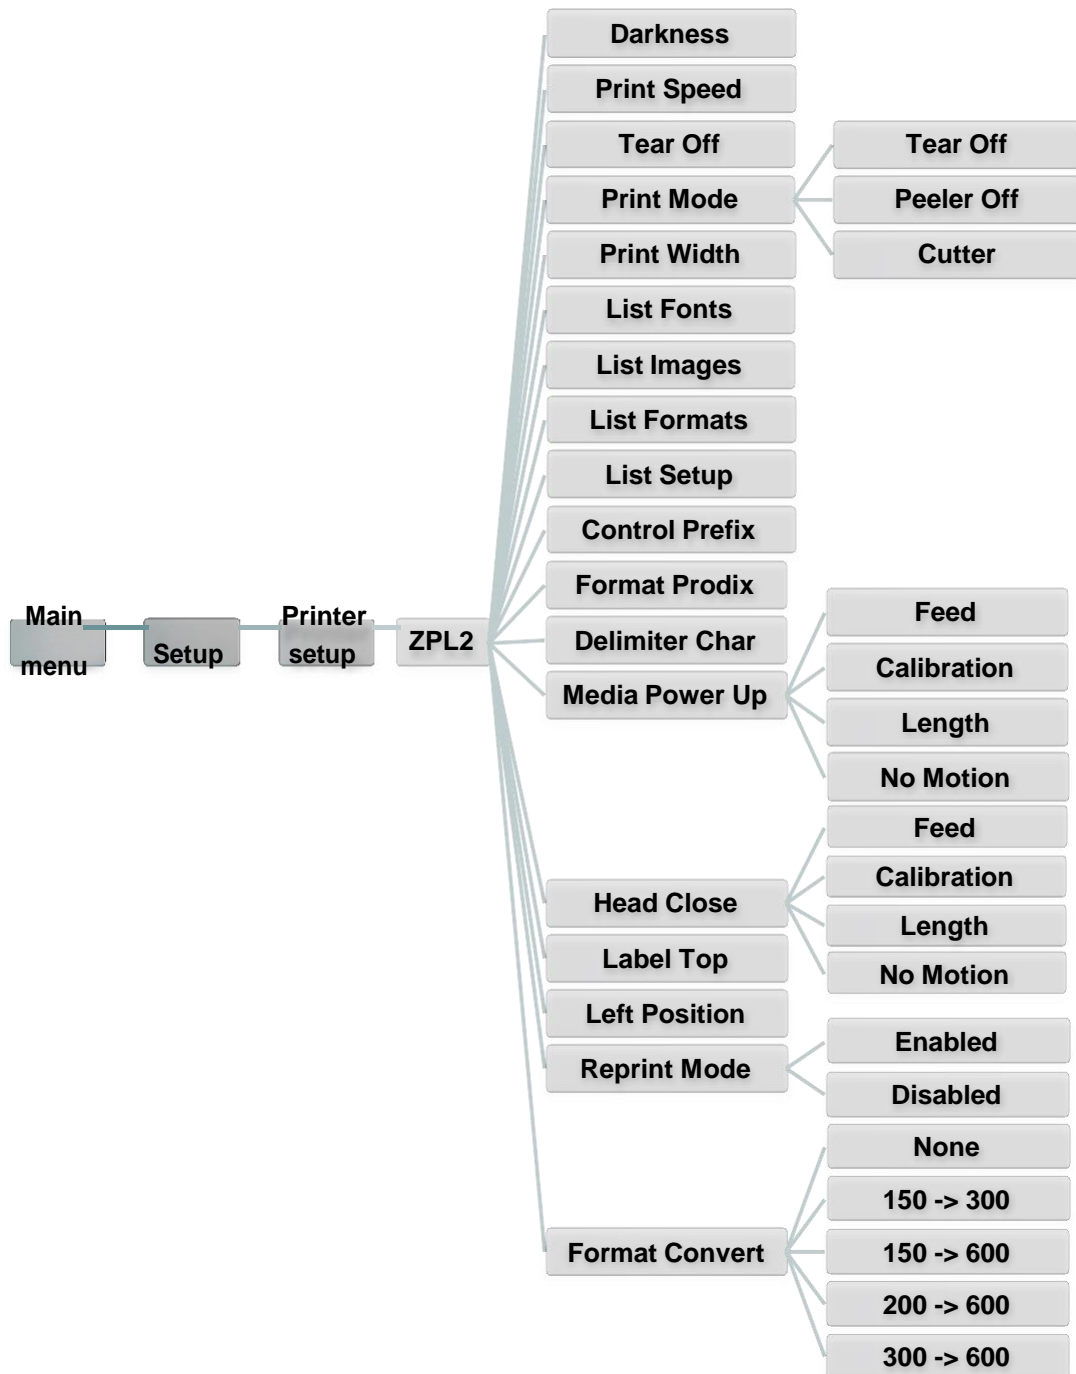 Darkness
Print Speed
Tear Off
Tear Off
Print Mode
Peeler Off
Print Width
Cutter
List Fonts
List Images
List Formats
List Setup
Control Prefix
Format Prodix
Main
menu
Setup
Printer
setup
ZPL2
Delimiter Char
Media Power Up
Feed
Calibration
Length
No Motion
Head Close
Feed
Calibration
Length
No Motion
Label Top
Left Position
Reprint Mode
Enabled
Disabled
Format Convert
None
150 -> 300
150 -> 600
200 -> 600
300 -> 600